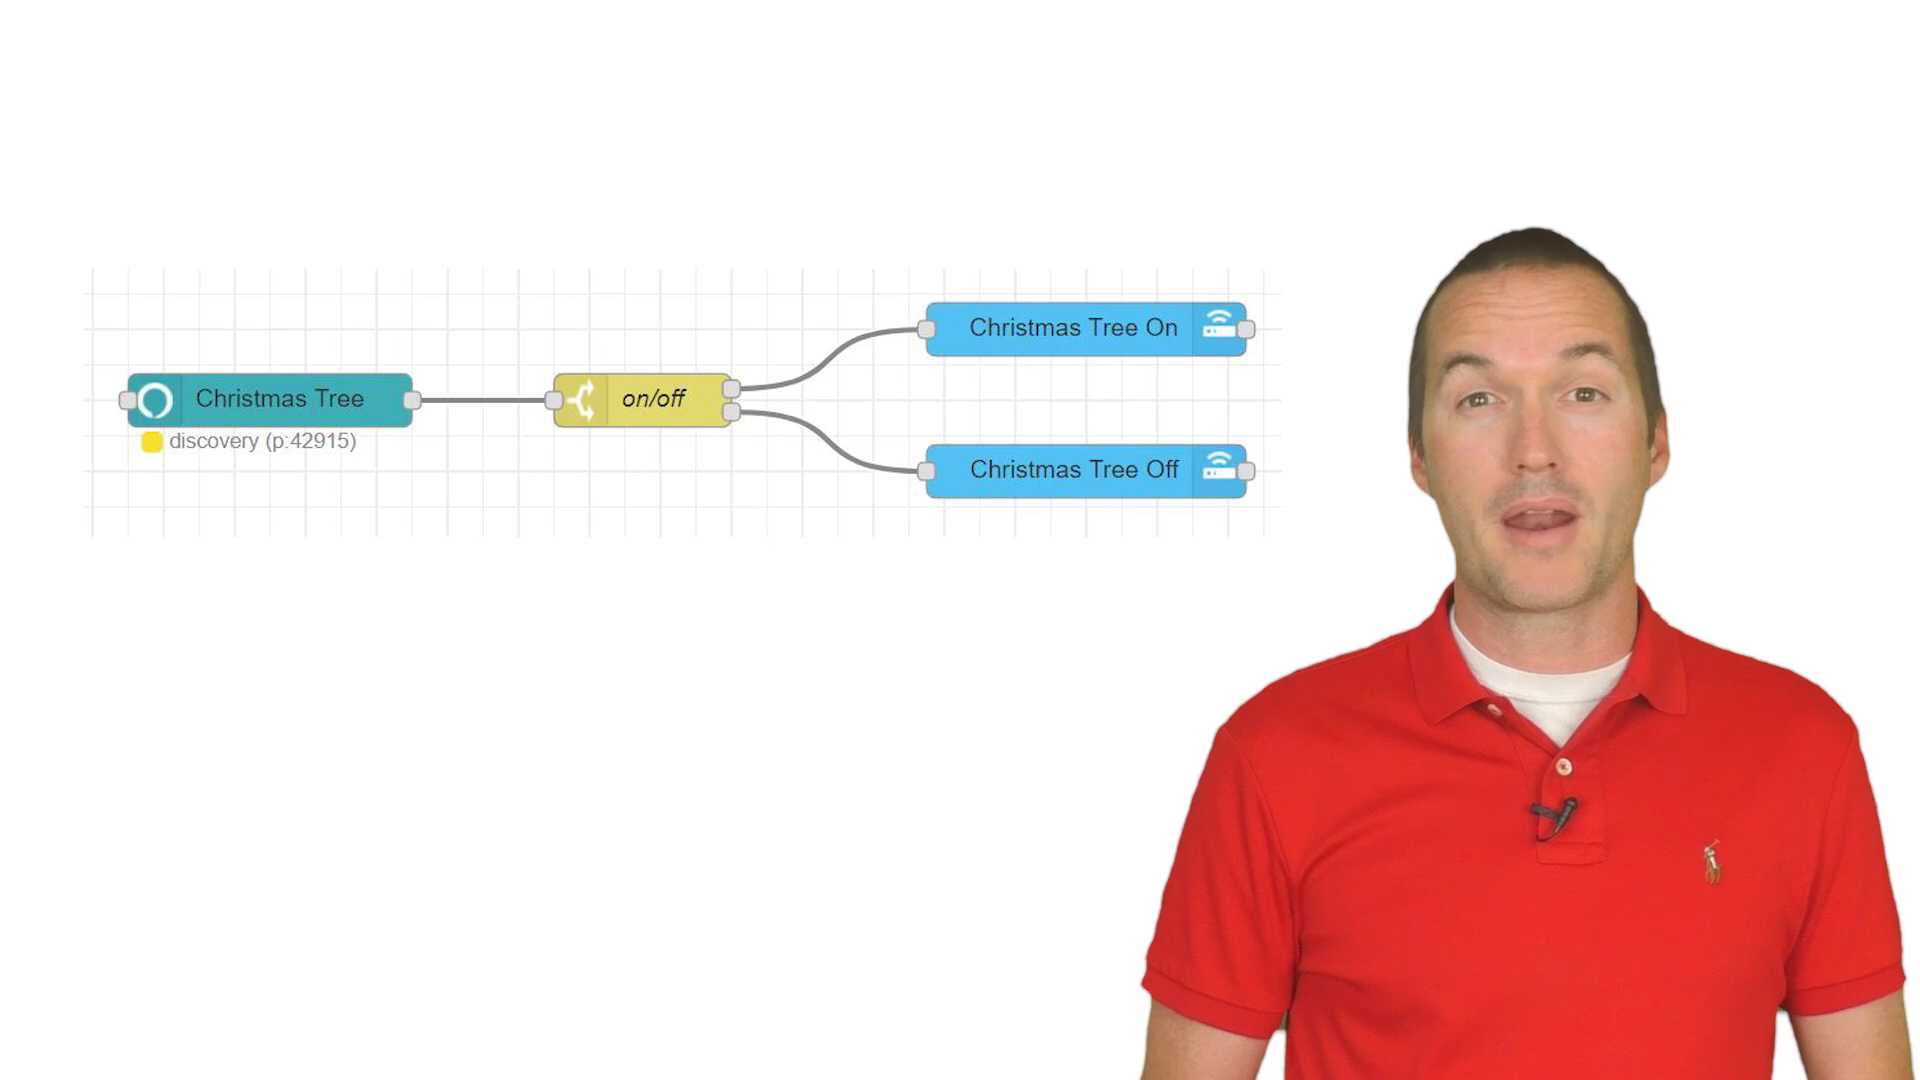 Christmas Tree On
Christmas Tree
on/off
discovery (p:42915)
Christmas Tree Off